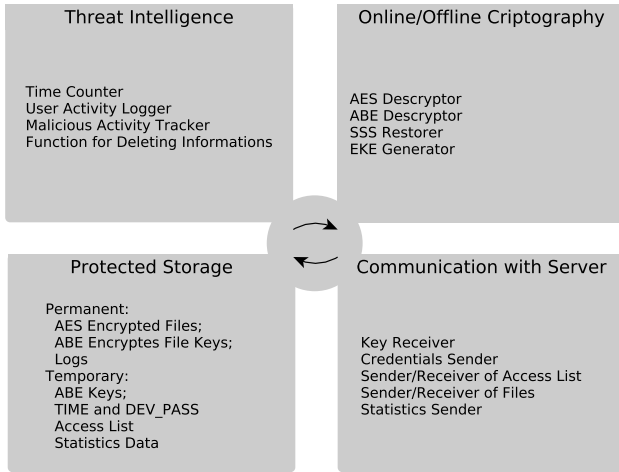 Threat Intelligence
Time Counter
User Activity Logger
Malicious Activity Tracker
Function for Deleting Informations
Online/Offline Criptography
AES Descryptor
ABE Descryptor
SSS Restorer
EKE Generator
Protected Storage
Permanent:
AES Encrypted Files;
ABE Encryptes File Keys;
Logs
Temporary:
ABE Keys;
TIME and DEV_PASS
Access List
Statistics Data
Communication with Server
Key Receiver
Credentials Sender
Sender/Receiver of Access List
Sender/Receiver of Files
Statistics Sender